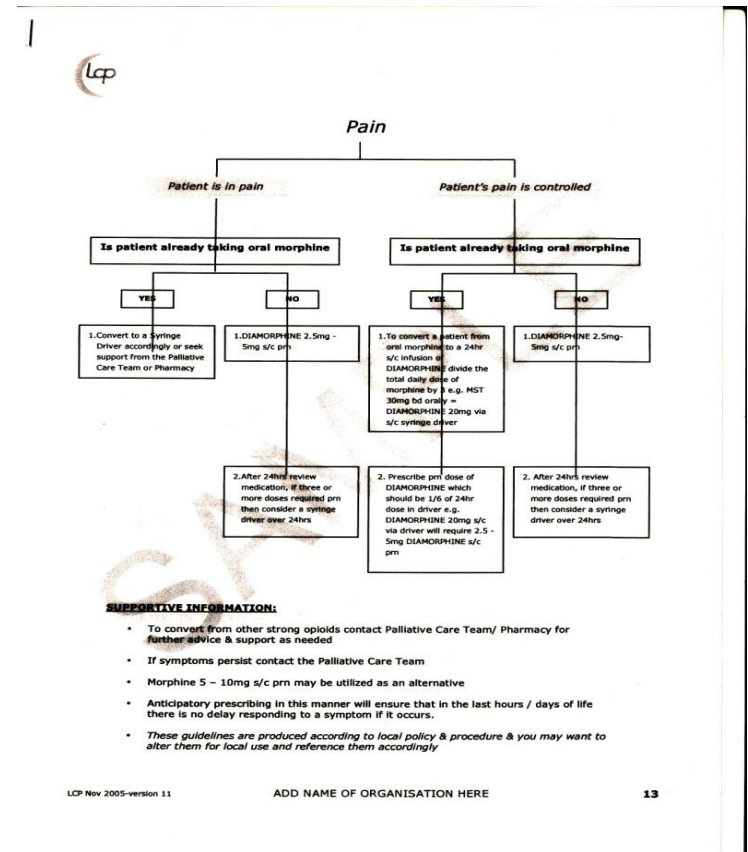 Lcp
Pain
Patient is in pain
Patient's pain is controlled
Is patient already taking oral morphine
Is patient already taking oral morphine
YES
NO
YES
NO
1.Convert to a Syringe
Driver accordingly or seek
support from the Palliative
Care Team or Pharmacy
1.DIAMORPHINE 2.5mg -
5mg s/c prn
1.To convert a patient from
oral morphine to a 24hr
s/c infusion of
DIAMORPHINE divide the
total daily dose of
morphine by 3 e.g. MST
30mg bd orally =
DIAMORPHINE 20mg via
s/c syringe driver
1.DIAMORPHINE 2.5mg-
5mg s/c prn
2.After 24hrs review
medication, if three or
more doses required prn
then consider a syringe
driver over 24hrs
2. Prescribe prn dose of
DIAMORPHINE which
should be 1/6 of 24hr
dose in driver e.g.
DIAMORPHINE 20mg s/c
via driver will require 2.5 -
5mg DIAMORPHINE s/c
prn
2. After 24hrs review
medication, if three or
more doses required prn
then consider a syringe
driver over 24hrs
SAMPLE
SUPPORTIVE INFORMATION:
• To convert from other strong opioids contact Palliative Care Team/ Pharmacy for
further advice & support as needed
• If symptoms persist contact the Palliative Care Team
• Morphine 5 – 10mg s/c prn may be utilized as an alternative
• Anticipatory prescribing in this manner will ensure that in the last hours / days of life
there is no delay responding to a symptom if it occurs.
• These guidelines are produced according to local policy & procedure & you may want to
alter them for local use and reference them accordingly
LCP Nov 2005-version 11
ADD NAME OF ORGANISATION HERE
13